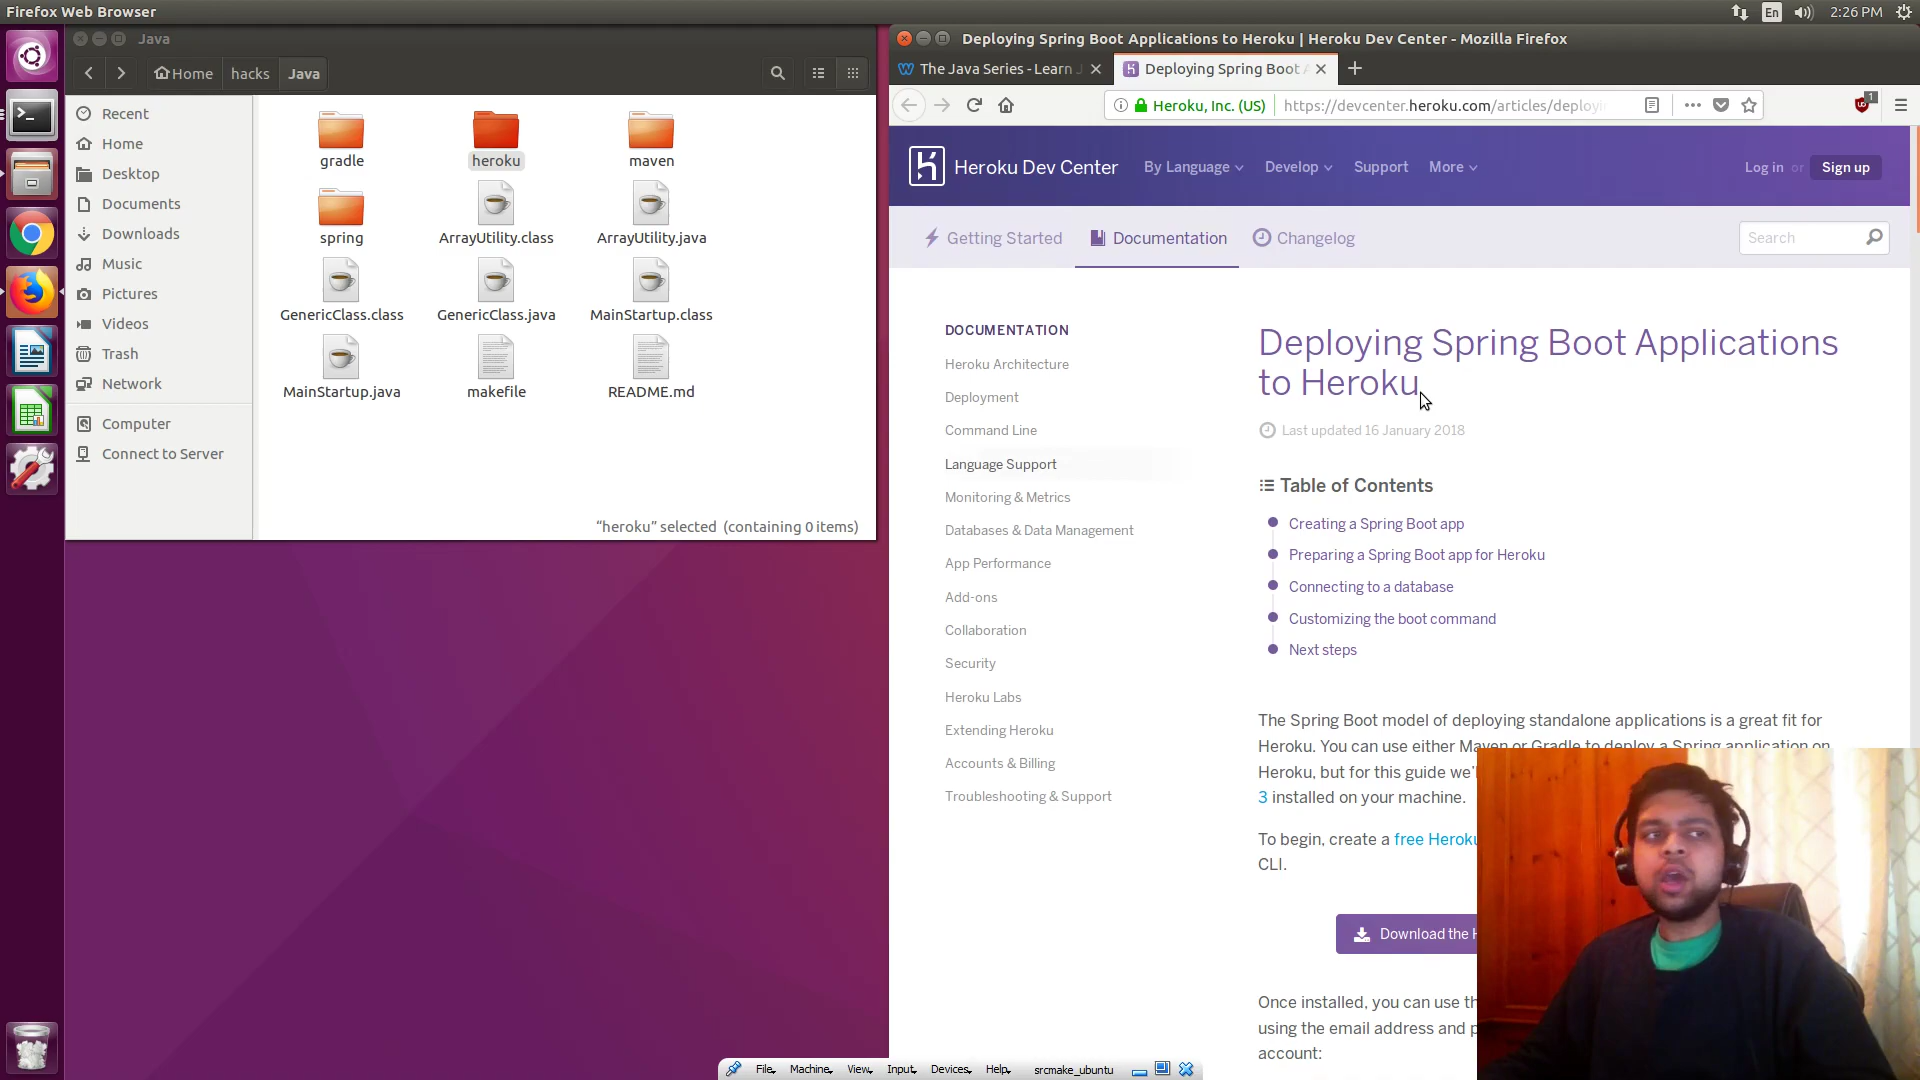 Firefox Web Browser
En
2:26 PM
Java
Home
hacks
Java
Recent
Home
Desktop
Documents
Downloads
Music
Pictures
Videos
Trash
Network
Computer
Connect to Server
gradle
heroku
maven
spring
ArrayUtility.class
ArrayUtility.java
GenericClass.class
GenericClass.java
MainStartup.class
MainStartup.java
makefile
README.md
“heroku” selected (containing 0 items)
Deploying Spring Boot Applications to Heroku | Heroku Dev Center - Mozilla Firefox
The Java Series - Learn
Deploying Spring Boot
Heroku, Inc. (US)
https://devcenter.heroku.com/articles/deploy
1
Heroku Dev Center
By Language
Develop
Support
More
Log in or
Sign up
Getting Started
Documentation
Changelog
Search
DOCUMENTATION
Heroku Architecture
Deployment
Command Line
Language Support
Monitoring & Metrics
Databases & Data Management
App Performance
Add-ons
Collaboration
Security
Heroku Labs
Extending Heroku
Accounts & Billing
Troubleshooting & Support
Deploying Spring Boot Applications
to Heroku
Last updated 16 January 2018
Table of Contents
Creating a Spring Boot app
Preparing a Spring Boot app for Heroku
Connecting to a database
Customizing the boot command
Next steps
The Spring Boot model of deploying standalone applications is a great fit for
Heroku. You can use either Maven or Gradle to deploy a Spring application on
Heroku, but for this guide we'
3 installed on your machine.
To begin, create a free Heroku
CLI.
Download the
Once installed, you can use
using the email address and
account:
File
Machine
View
Input
Devices
Help
srcmake_ubuntu